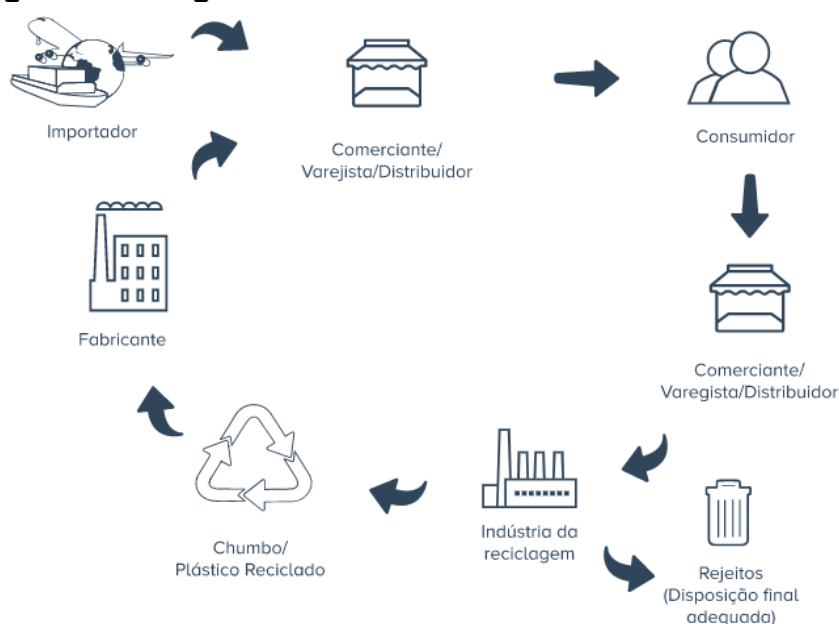 Importador
Comerciante/
Varejista/Distribuidor
Consumidor
Fabricante
Comerciante/
Varegista/Distribuidor
Chumbo/
Plástico Reciclado
Indústria da
reciclagem
Rejeitos
(Disposição final
adequada)